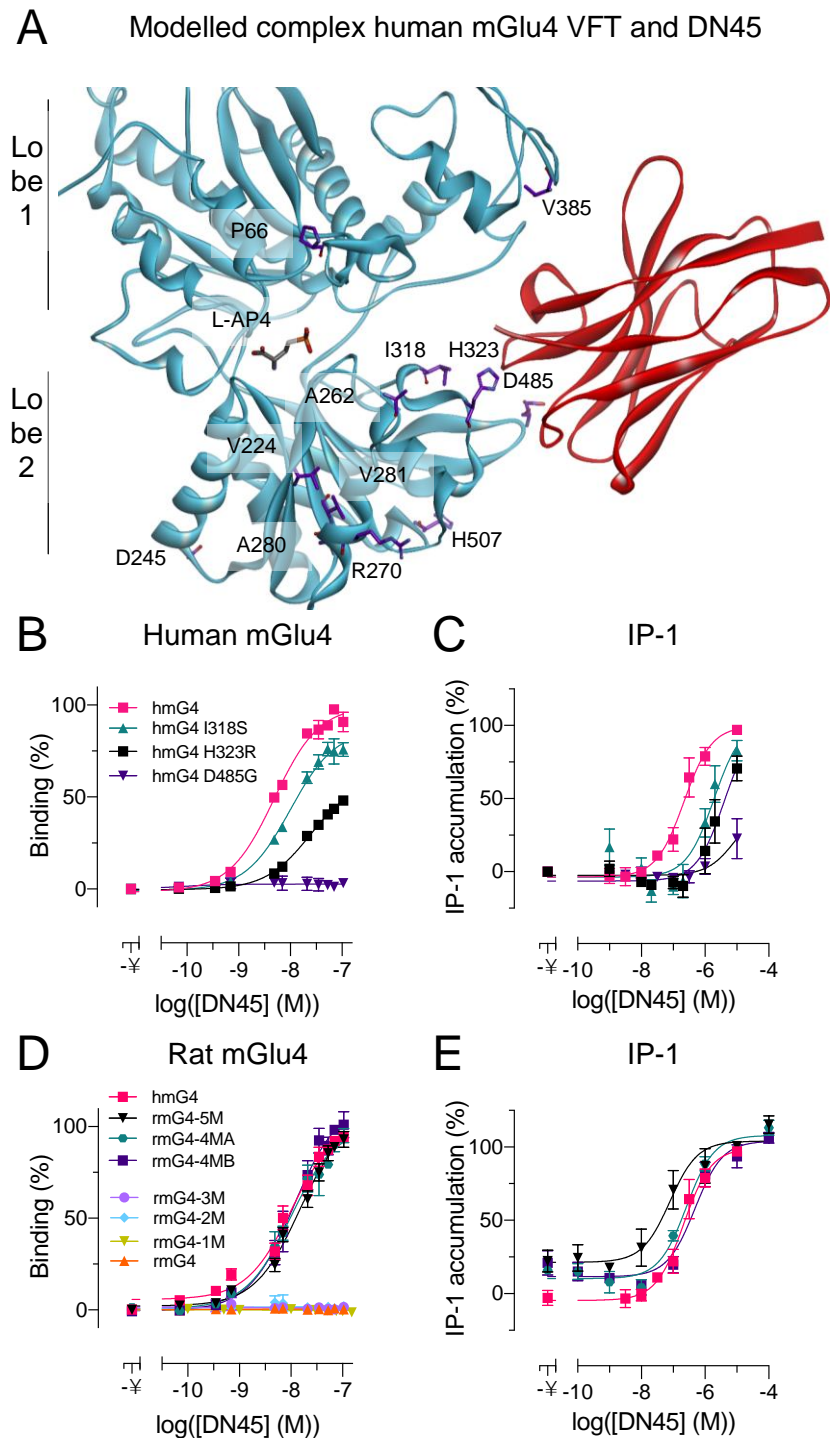 A Modelled complex human mGlu4 VFT and DN45
Lo
be
1
V385
P66
L-AP4
I318 H323
D485
A262
Lo
be
2
V224
V281
H507
D245
A280
R270
B Human mGlu4
C IP-1
Binding (%)
100
50
0
hmG4
hmG4 I318S
hmG4 H323R
hmG4 D485G
-¥ -10 -9 -8 -7
log([DN45] (M))
IP-1 accumulation (%)
100
50
0
-¥ -10 -8 -6 -4
log([DN45] (M))
D Rat mGlu4
E IP-1
Binding (%)
100
50
0
hmG4
rmG4-5M
rmG4-4MA
rmG4-4MB
rmG4-3M
rmG4-2M
rmG4-1M
rmG4
-¥ -10 -9 -8 -7
log([DN45] (M))
IP-1 accumulation (%)
100
50
0
-¥ -10 -8 -6 -4
log([DN45] (M))